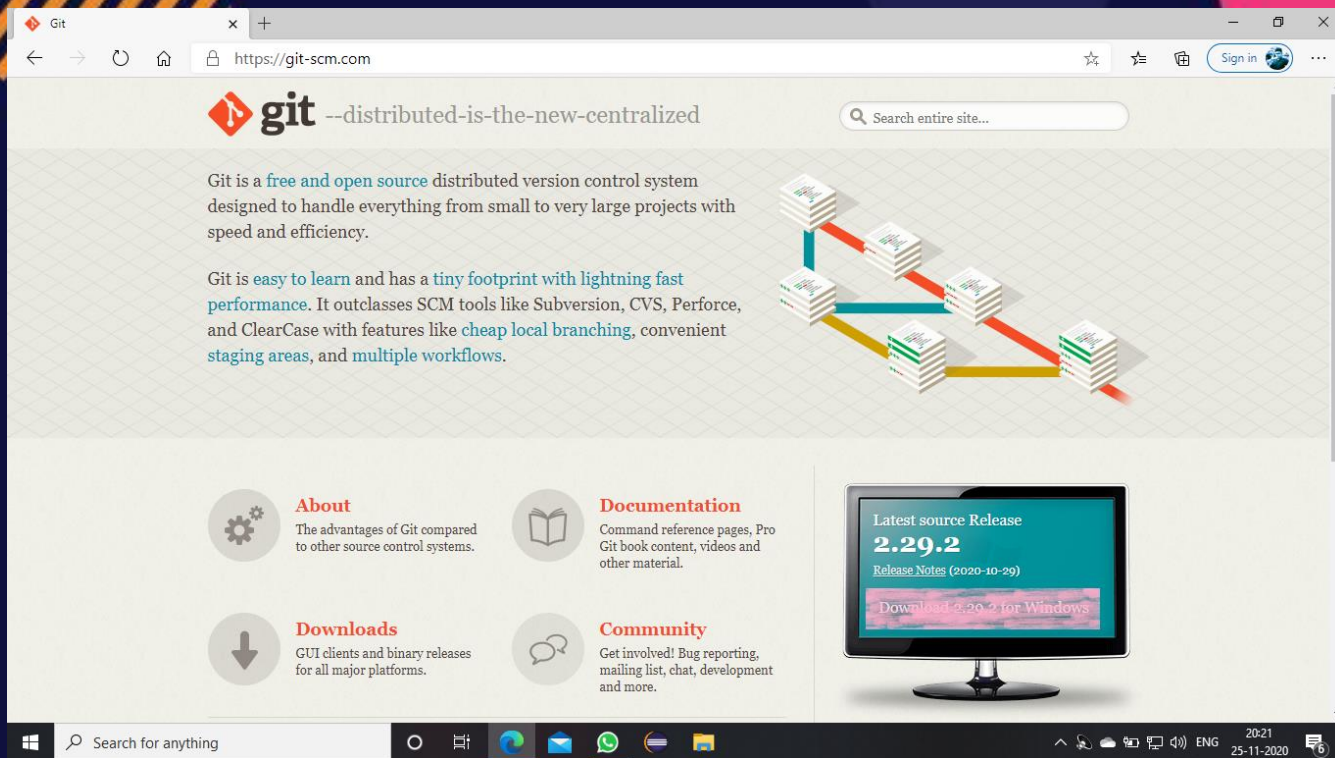 Git
https://git-scm.com
Sign in
git --distributed-is-the-new-centralized
Search entire site...
Git is a free and open source distributed version control system
designed to handle everything from small to very large projects with
speed and efficiency.
Git is easy to learn and has a tiny footprint with lightning fast
performance. It outclasses SCM tools like Subversion, CVS, Perforce,
and ClearCase with features like cheap local branching, convenient
staging areas, and multiple workflows.
About
The advantages of Git compared
to other source control systems.
Documentation
Command reference pages, Pro
Git book content, videos and
other material.
Downloads
GUI clients and binary releases
for all major platforms.
Community
Get involved! Bug reporting,
mailing list, chat, development
and more.
Latest source Release
2.29.2
Release Notes (2020-10-29)
Download 2.29.2 for Windows
Search for anything
ENG
20:21
25-11-2020
6